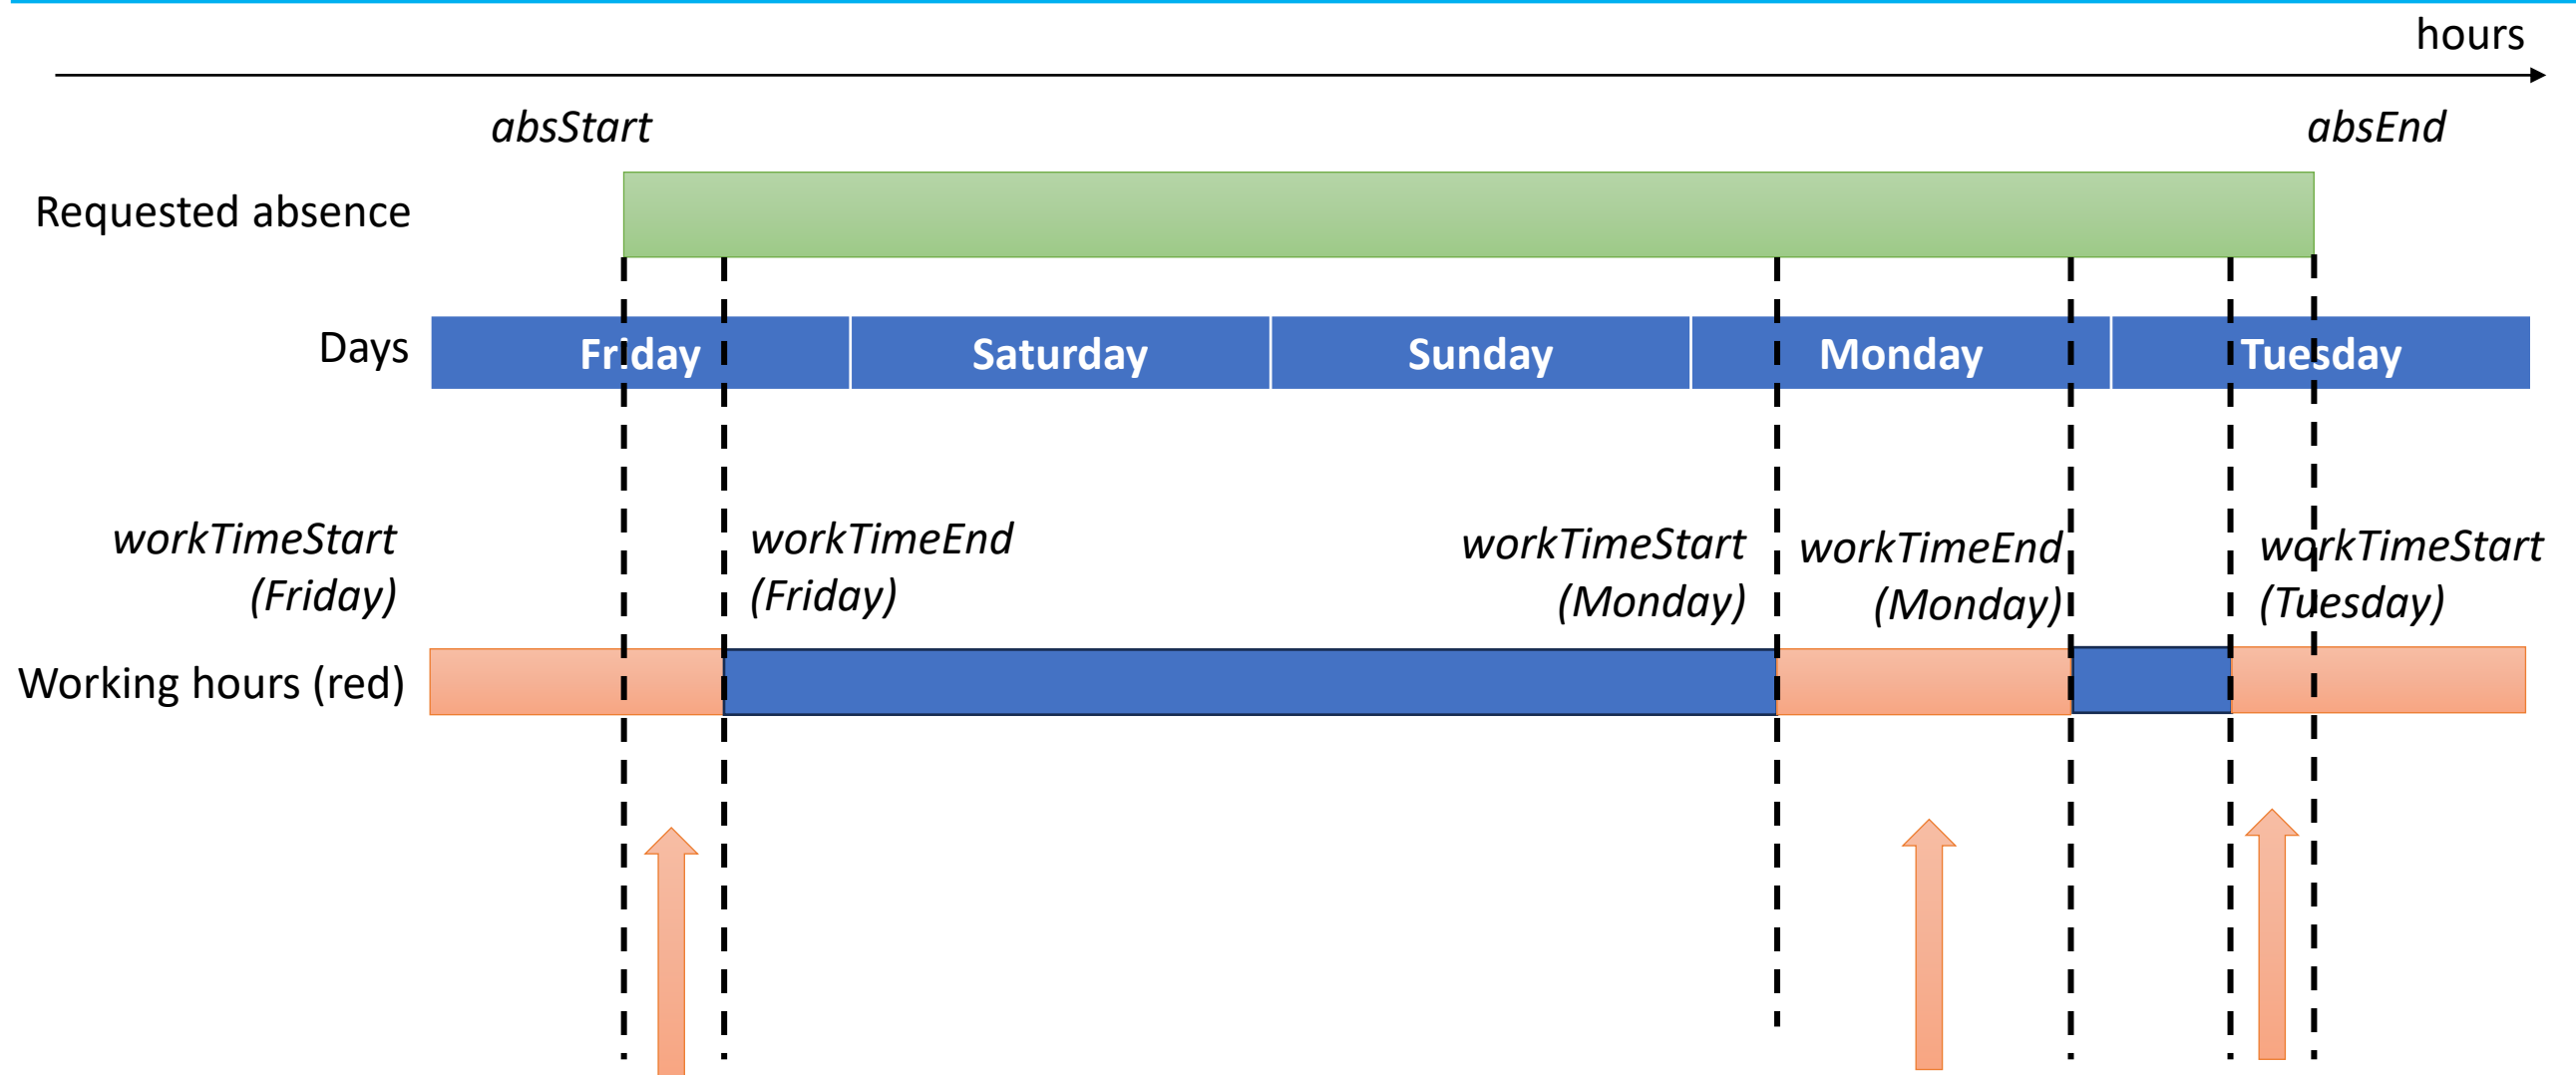 hours
absStart
absEnd
Requested absence
Days
Friday
Saturday
Sunday
Monday
Tuesday
workTimeStart
(Friday)
workTimeEnd
(Friday)
workTimeStart
(Monday)
workTimeEnd
(Monday)
workTimeStart
(Tuesday)
Working hours (red)